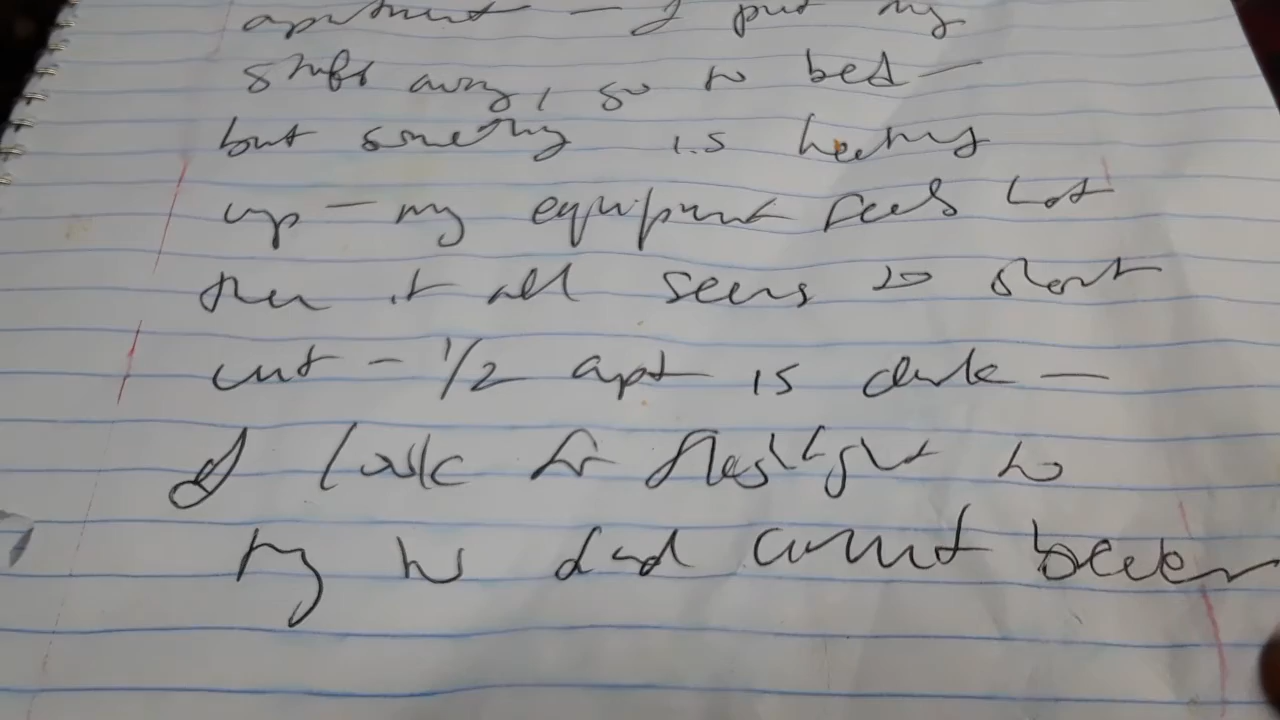 apartment — I put my
stuff away, go to bed —
but something is heating
up — my equipment feels hot
then it all seems to short
cut — 1/2 apt is dark —
I look for flashlight to
try to find circuit breaker